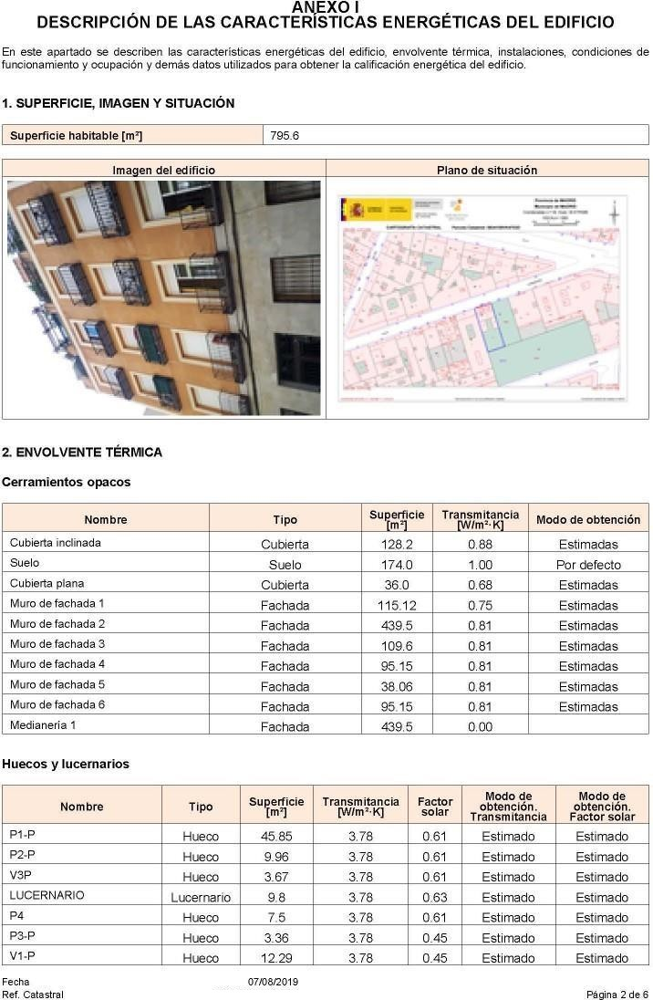 ANEXO I
DESCRIPCIÓN DE LAS CARACTERÍSTICAS ENERGÉTICAS DEL EDIFICIO
En este apartado se describen las características energéticas del edificio, envolvente térmica, instalaciones, condiciones de
funcionamiento y ocupación y demás datos utilizados para obtener la calificación energética del edificio.
1. SUPERFICIE, IMAGEN Y SITUACIÓN
Superficie habitable [m²] 795.6
Imagen del edificio Plano de situación
2. ENVOLVENTE TÉRMICA
Cerramientos opacos
Nombre Tipo Superficie [m²] Transmitancia [W/m²·K] Modo de obtención
Cubierta inclinada Cubierta 128.2 0.88 Estimadas
Suelo Suelo 174.0 1.00 Por defecto
Cubierta plana Cubierta 36.0 0.68 Estimadas
Muro de fachada 1 Fachada 115.12 0.75 Estimadas
Muro de fachada 2 Fachada 439.5 0.81 Estimadas
Muro de fachada 3 Fachada 109.6 0.81 Estimadas
Muro de fachada 4 Fachada 95.15 0.81 Estimadas
Muro de fachada 5 Fachada 38.06 0.81 Estimadas
Muro de fachada 6 Fachada 95.15 0.81 Estimadas
Medianería 1 Fachada 439.5 0.00
Huecos y lucernarios
Nombre Tipo Superficie [m²] Transmitancia [W/m²·K] Factor solar Modo de obtención. Transmitancia Modo de obtención. Factor solar
P1-P Hueco 45.85 3.78 0.61 Estimado Estimado
P2-P Hueco 9.96 3.78 0.61 Estimado Estimado
V3P Hueco 3.67 3.78 0.61 Estimado Estimado
LUCERNARIO Lucernario 9.8 3.78 0.63 Estimado Estimado
P4 Hueco 7.5 3.78 0.61 Estimado Estimado
P3-P Hueco 3.36 3.78 0.45 Estimado Estimado
V1-P Hueco 12.29 3.78 0.45 Estimado Estimado
Fecha 07/08/2019
Ref. Catastral Página 2 de 6